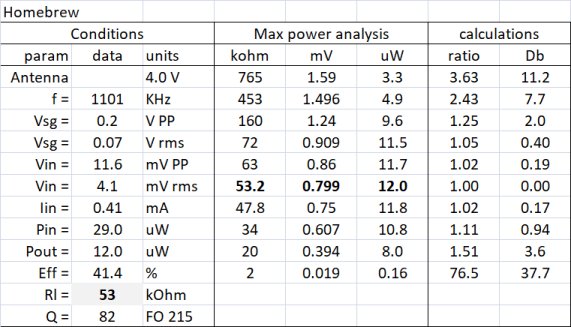 Homebrew
Conditions Max power analysis calculations
param data units kohm mV uW ratio Db
Antenna 4.0 V 765 1.59 3.3 3.63 11.2
f = 1101 KHz 453 1.496 4.9 2.43 7.7
Vsg = 0.2 V PP 160 1.24 9.6 1.25 2.0
Vsg = 0.07 V rms 72 0.909 11.5 1.05 0.40
Vin = 11.6 mV PP 63 0.86 11.7 1.02 0.19
Vin = 4.1 mV rms 53.2 0.799 12.0 1.00 0.00
Iin = 0.41 mA 47.8 0.75 11.8 1.02 0.17
Pin = 29.0 uW 34 0.607 10.8 1.11 0.94
Pout = 12.0 uW 20 0.394 8.0 1.51 3.6
Eff = 41.4 % 2 0.019 0.16 76.5 37.7
Rl = 53 kOhm
Q = 82 FO 215